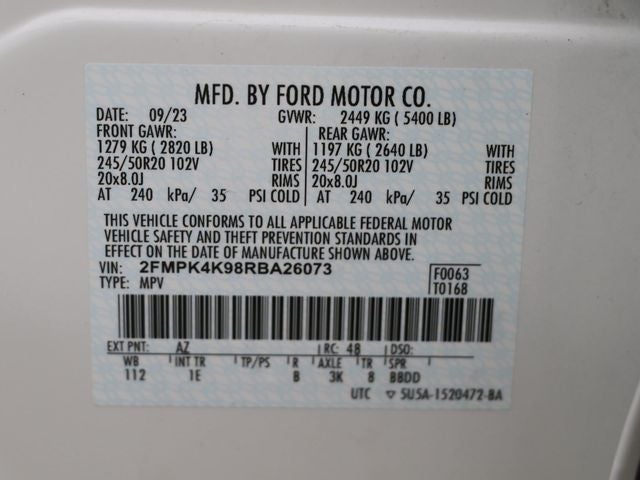 MFD. BY FORD MOTOR CO.
DATE: 09/23 GVWR: 2449 KG ( 5400 LB)
FRONT GAWR: REAR GAWR:
1279 KG ( 2820 LB) WITH 1197 KG ( 2640 LB) WITH
245/50R20 102V TIRES 245/50R20 102V TIRES
20x8.0J RIMS 20x8.0J RIMS
AT 240 kPa/ 35 PSI COLD AT 240 kPa/ 35 PSI COLD
THIS VEHICLE CONFORMS TO ALL APPLICABLE FEDERAL MOTOR
VEHICLE SAFETY AND THEFT PREVENTION STANDARDS IN
EFFECT ON THE DATE OF MANUFACTURE SHOWN ABOVE.
VIN: 2FMPK4K98RBA26073 F0063
TYPE: MPV T0168
EXT PNT: AZ RC: 48 DSO:
WB INT TR TP/PS R AXLE TR SPR
112 1E B 3K 8 BBDD
UTC ▽ 5U5A-1520472-BA